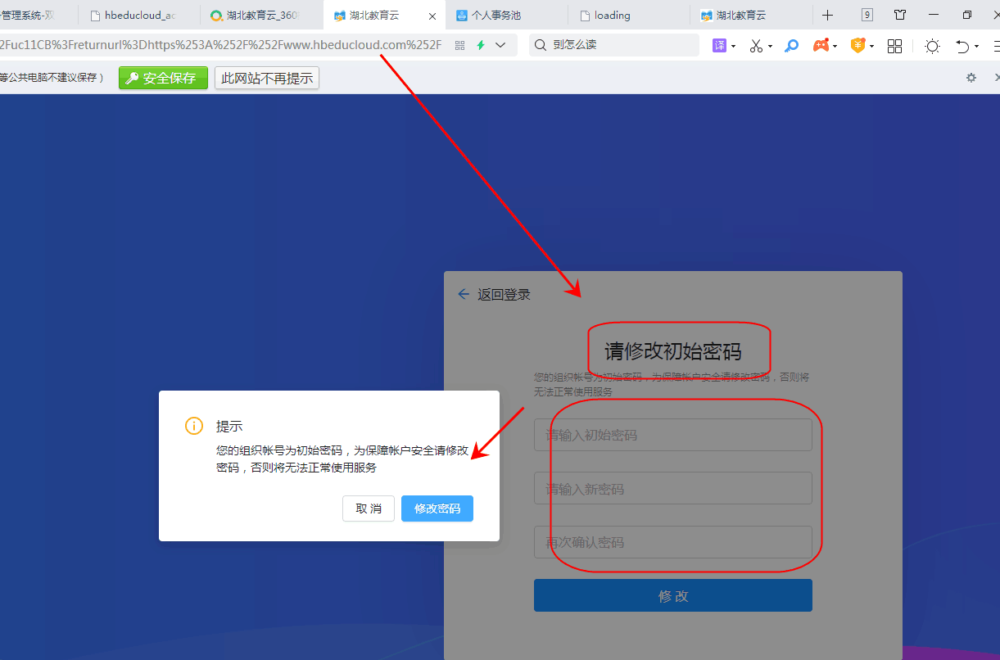 管理系统-双
hbeducloud_ac
湖北教育云_360
湖北教育云
个人事务池
loading
湖北教育云
9
2Fuc11CB%3Freturnurl%3Dhttps%253A%252F%252Fwww.hbeducloud.com%252F
到怎么读
译
等公共电脑不建议保存）
安全保存
此网站不再提示
返回登录
请修改初始密码
您的组织帐号为初始密码，为保障帐户安全请修改密码，否则将
无法正常使用服务
提示
您的组织帐号为初始密码，为保障帐户安全请修改
密码，否则将无法正常使用服务
取 消
修改密码
请输入初始密码
请输入新密码
再次确认密码
修 改